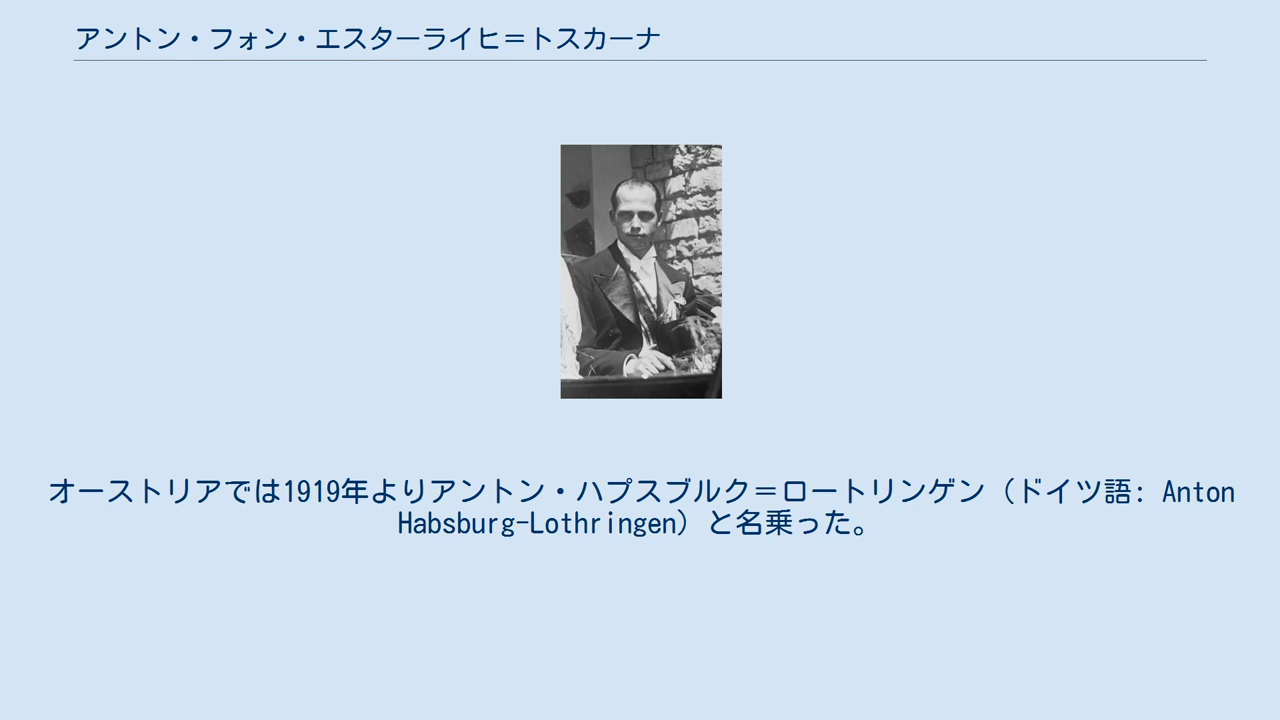 アントン・フォン・エスターライヒ＝トスカーナ
オーストリアでは1919年よりアントン・ハプスブルク＝ロートリンゲン（ドイツ語: Anton
Habsburg-Lothringen）と名乗った。